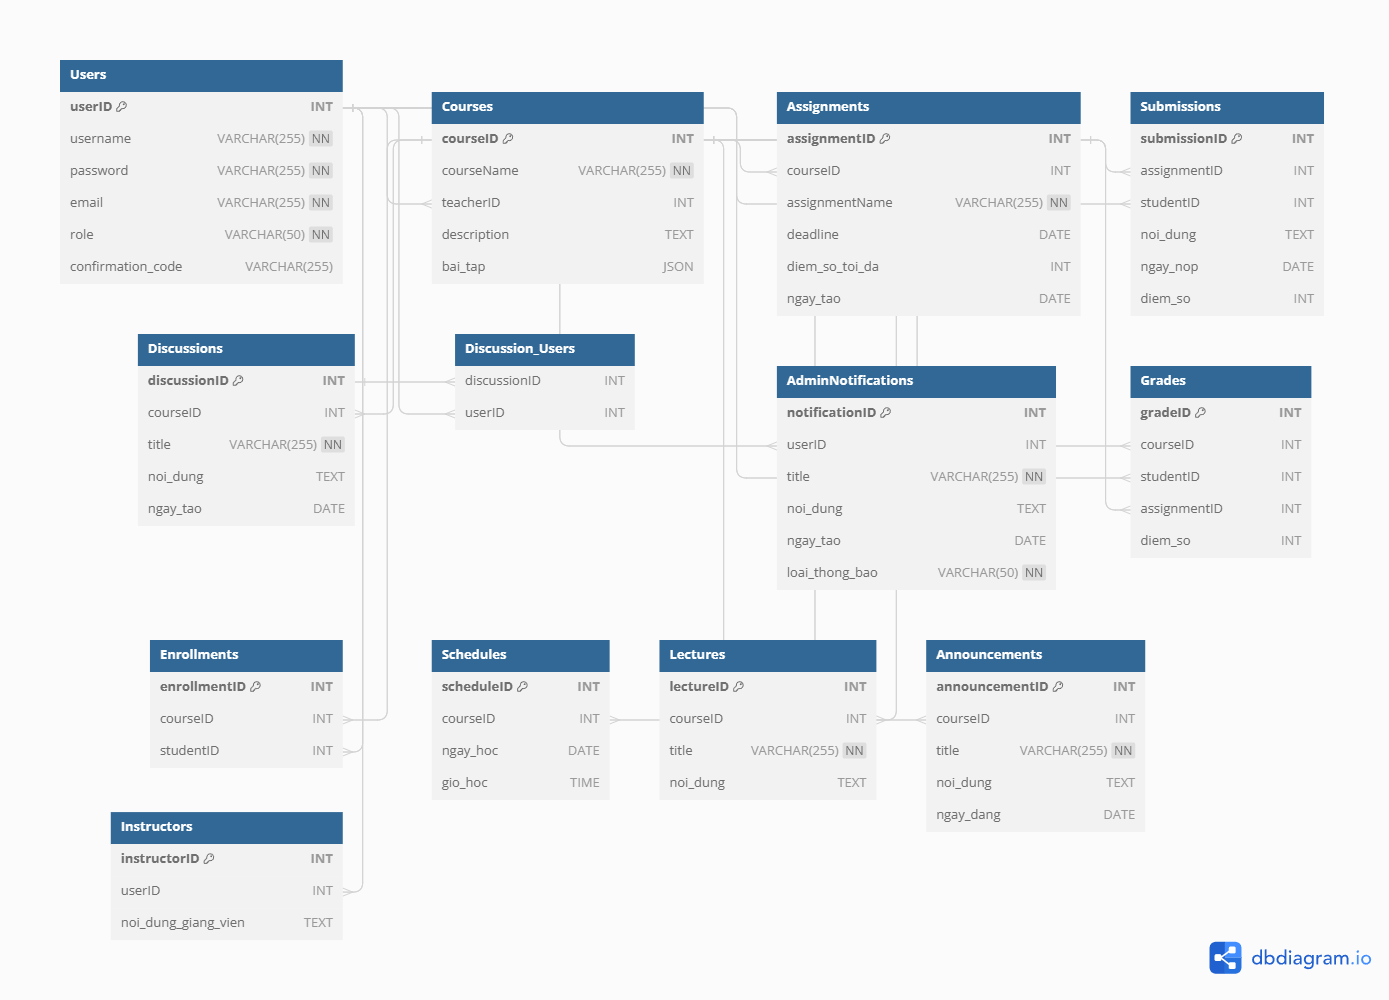 Users
userID INT
username VARCHAR(255) NN
password VARCHAR(255) NN
email VARCHAR(255) NN
role VARCHAR(50) NN
confirmation_code VARCHAR(255)
Courses
courseID INT
courseName VARCHAR(255) NN
teacherID INT
description TEXT
bai_tap JSON
Assignments
assignmentID INT
courseID INT
assignmentName VARCHAR(255) NN
deadline DATE
diem_so_toi_da INT
ngay_tao DATE
Submissions
submissionID INT
assignmentID INT
studentID INT
noi_dung TEXT
ngay_nop DATE
diem_so INT
Discussions
discussionID INT
courseID INT
title VARCHAR(255) NN
noi_dung TEXT
ngay_tao DATE
Discussion_Users
discussionID INT
userID INT
AdminNotifications
notificationID INT
userID INT
title VARCHAR(255) NN
noi_dung TEXT
ngay_tao DATE
loai_thong_bao VARCHAR(50) NN
Grades
gradeID INT
courseID INT
studentID INT
assignmentID INT
diem_so INT
Enrollments
enrollmentID INT
courseID INT
studentID INT
Schedules
scheduleID INT
courseID INT
ngay_hoc DATE
gio_hoc TIME
Lectures
lectureID INT
courseID INT
title VARCHAR(255) NN
noi_dung TEXT
Announcements
announcementID INT
courseID INT
title VARCHAR(255) NN
noi_dung TEXT
ngay_dang DATE
Instructors
instructorID INT
userID INT
noi_dung_giang_vien TEXT
dbdiagram.io